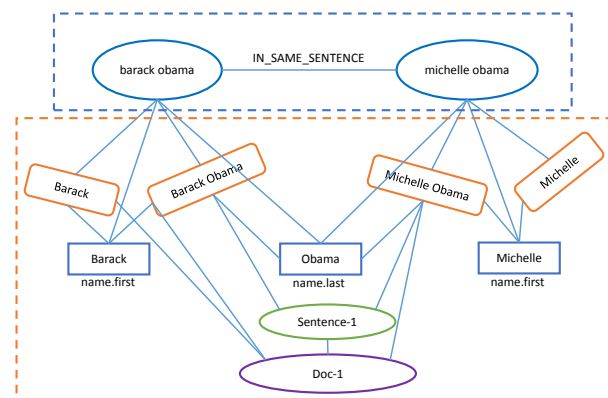 IN_SAME_SENTENCE
barack obama
michelle obama
Barack
Barack Obama
Michelle Obama
Michelle
Barack
Obama
Michelle
name.first
name.last
name.first
Sentence-1
Doc-1